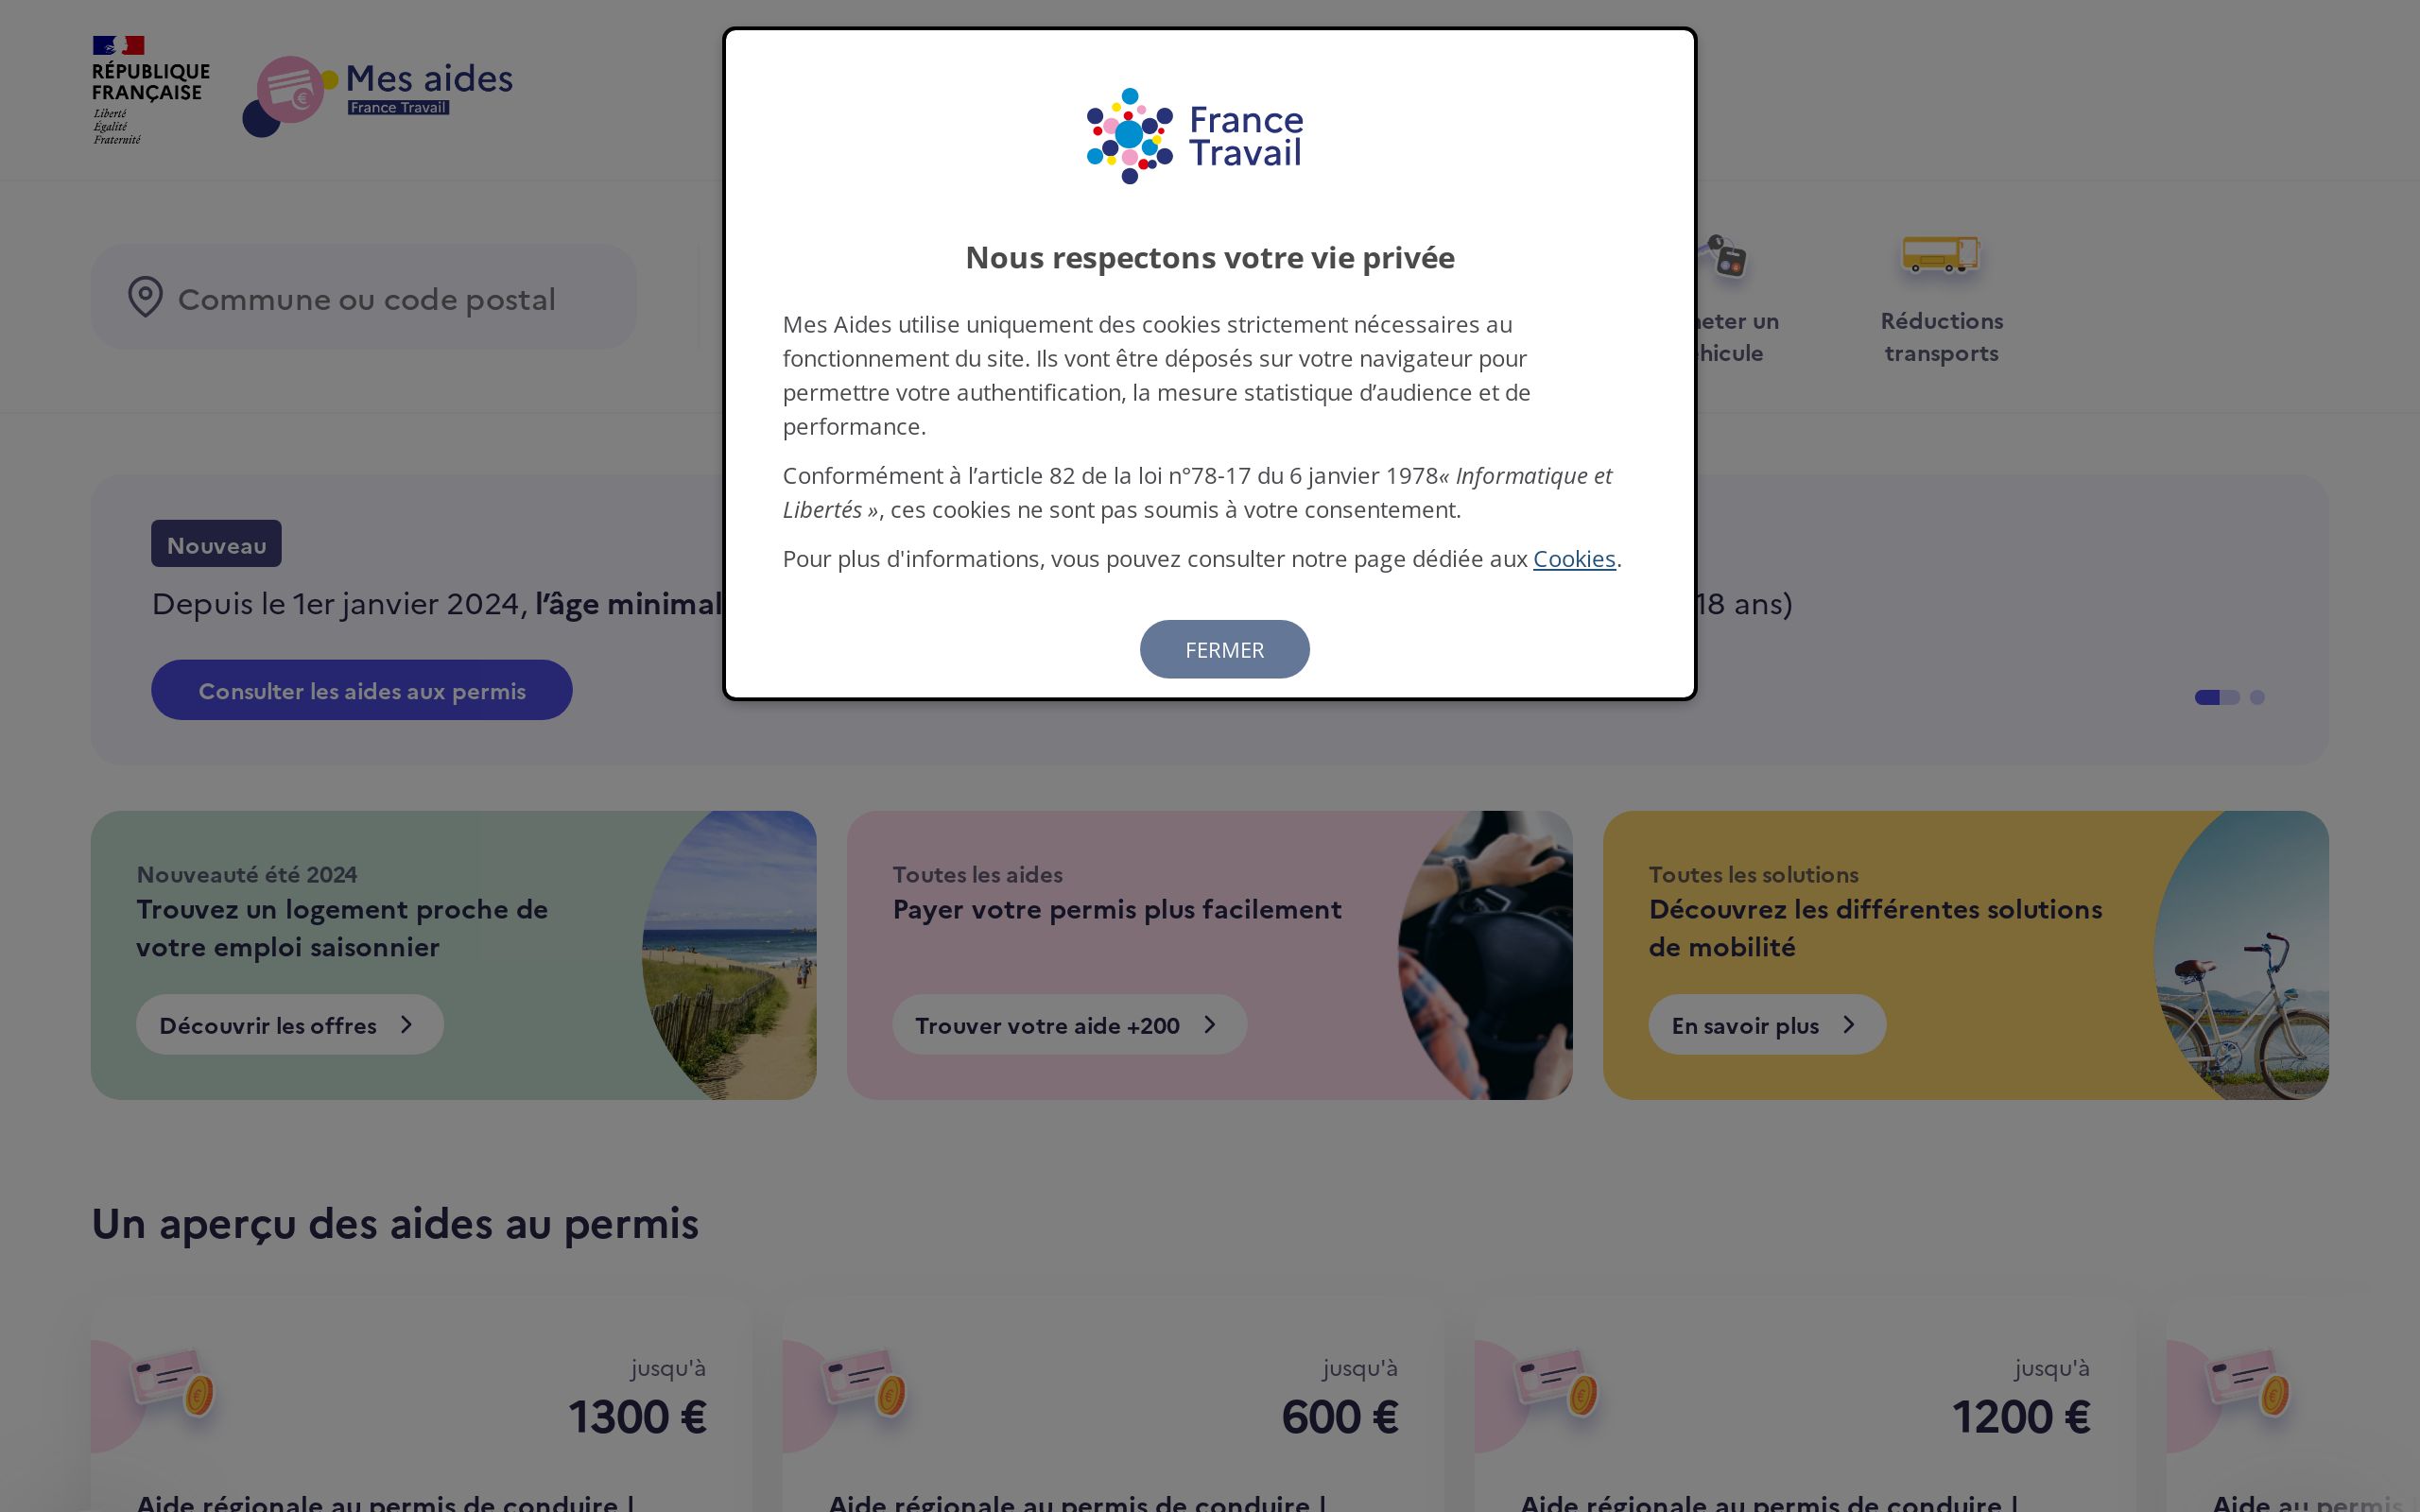 RÉPUBLIQUE
FRANÇAISE
Liberté
Égalité
Fraternité
Mes aides
France Travail
France
Travail
Nous respectons votre vie privée
Mes Aides utilise uniquement des cookies strictement nécessaires au
fonctionnement du site. Ils vont être déposés sur votre navigateur pour
permettre votre authentification, la mesure statistique d’audience et de
performance.
Conformément à l’article 82 de la loi n°78-17 du 6 janvier 1978« Informatique et
Libertés », ces cookies ne sont pas soumis à votre consentement.
Pour plus d'informations, vous pouvez consulter notre page dédiée aux Cookies.
FERMER
Commune ou code postal
un
Réductions
transports
Nouveau
Depuis le 1er janvier 2024, l’âge minimal
18 ans)
Consulter les aides aux permis
Nouveauté été 2024
Trouvez un logement proche de
votre emploi saisonnier
Découvrir les offres
Toutes les aides
Payer votre permis plus facilement
Trouver votre aide +200
Toutes les solutions
Découvrez les différentes solutions
de mobilité
En savoir plus
Un aperçu des aides au permis
jusqu'à
1300 €
Aide régionale au permis de conduire |
jusqu'à
600 €
Aide régionale au permis de conduire |
jusqu'à
1200 €
Aide régionale au permis de conduire |
Aide au permis